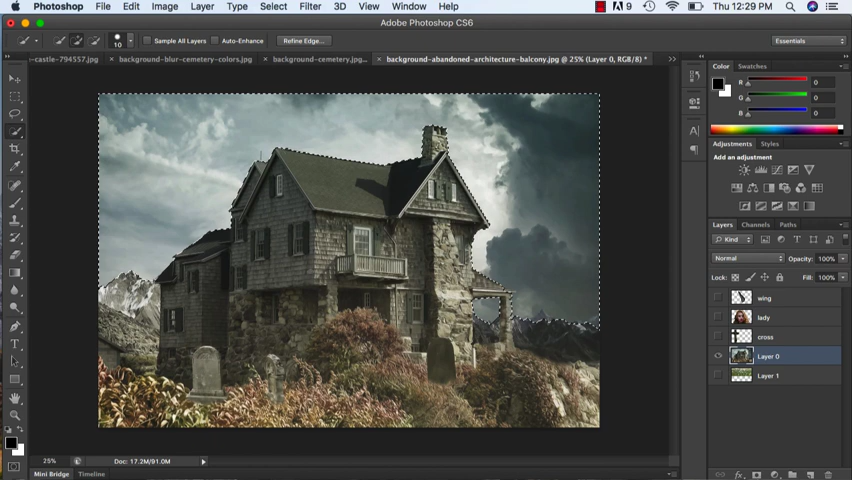 Photoshop File Edit Image Layer Type Select Filter 3D View Window Help 9 Thu 12:29 PM
Adobe Photoshop CS6
10 Sample All Layers Auto-Enhance Refine Edge... Essentials
-castle-794557.jpg × background-blur-cemetery-colors.jpg × background-cemetery.jpg... × background-abandoned-architecture-balcony.jpg @ 25% (Layer 0, RGB/8) *
Color Swatches
R 0
G 0
B 0
Adjustments Styles
Add an adjustment
Layers Channels Paths
Kind
Normal Opacity: 100%
Lock: Fill: 100%
wing
lady
cross
Layer 0
Layer 1
25% Doc: 17.2M/91.0M
Mini Bridge Timeline